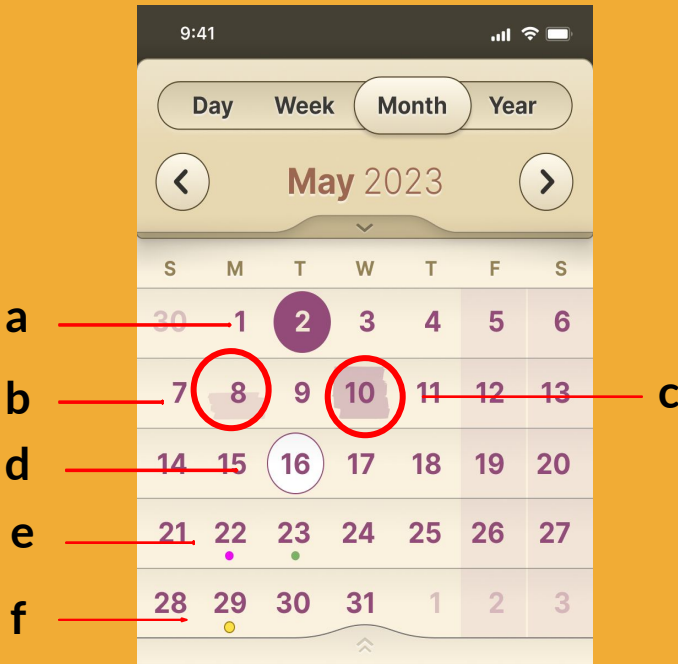 9:41
Day Week Month Year
May 2023
S M T W T F S
a 30 1 2 3 4 5 6
b 7 8 9 10 11 12 13 c
d 14 15 16 17 18 19 20
e 21 22 23 24 25 26 27
f 28 29 30 31 1 2 3